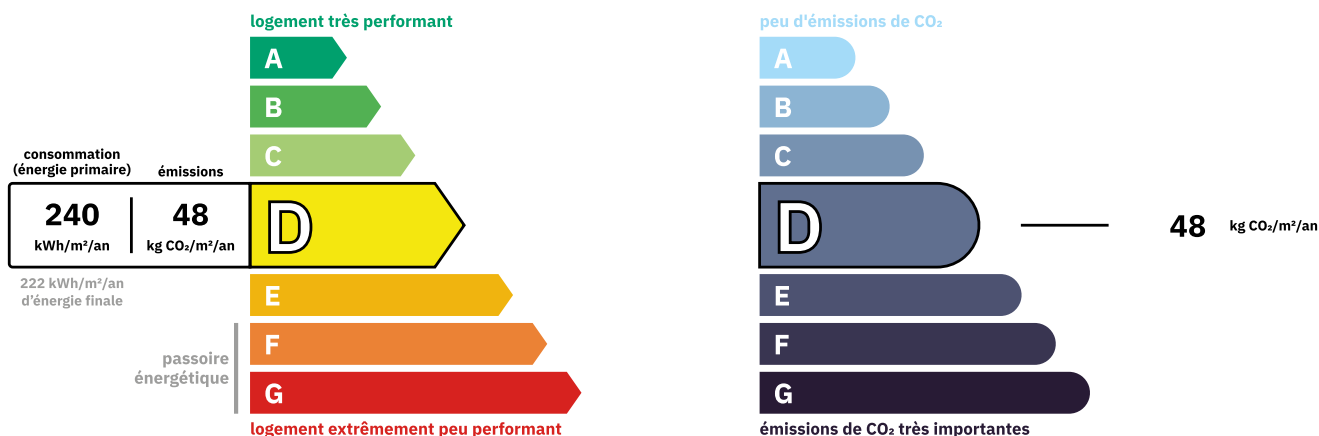 logement très performant
A
B
C
consommation
(énergie primaire)
émissions
240
kWh/m²/an
48
kg CO₂/m²/an
D
222 kWh/m²/an
d'énergie finale
E
passoire
énergétique
F
G
logement extrêmement peu performant
peu d'émissions de CO₂
A
B
C
D
48 kg CO₂/m²/an
E
F
G
émissions de CO₂ très importantes